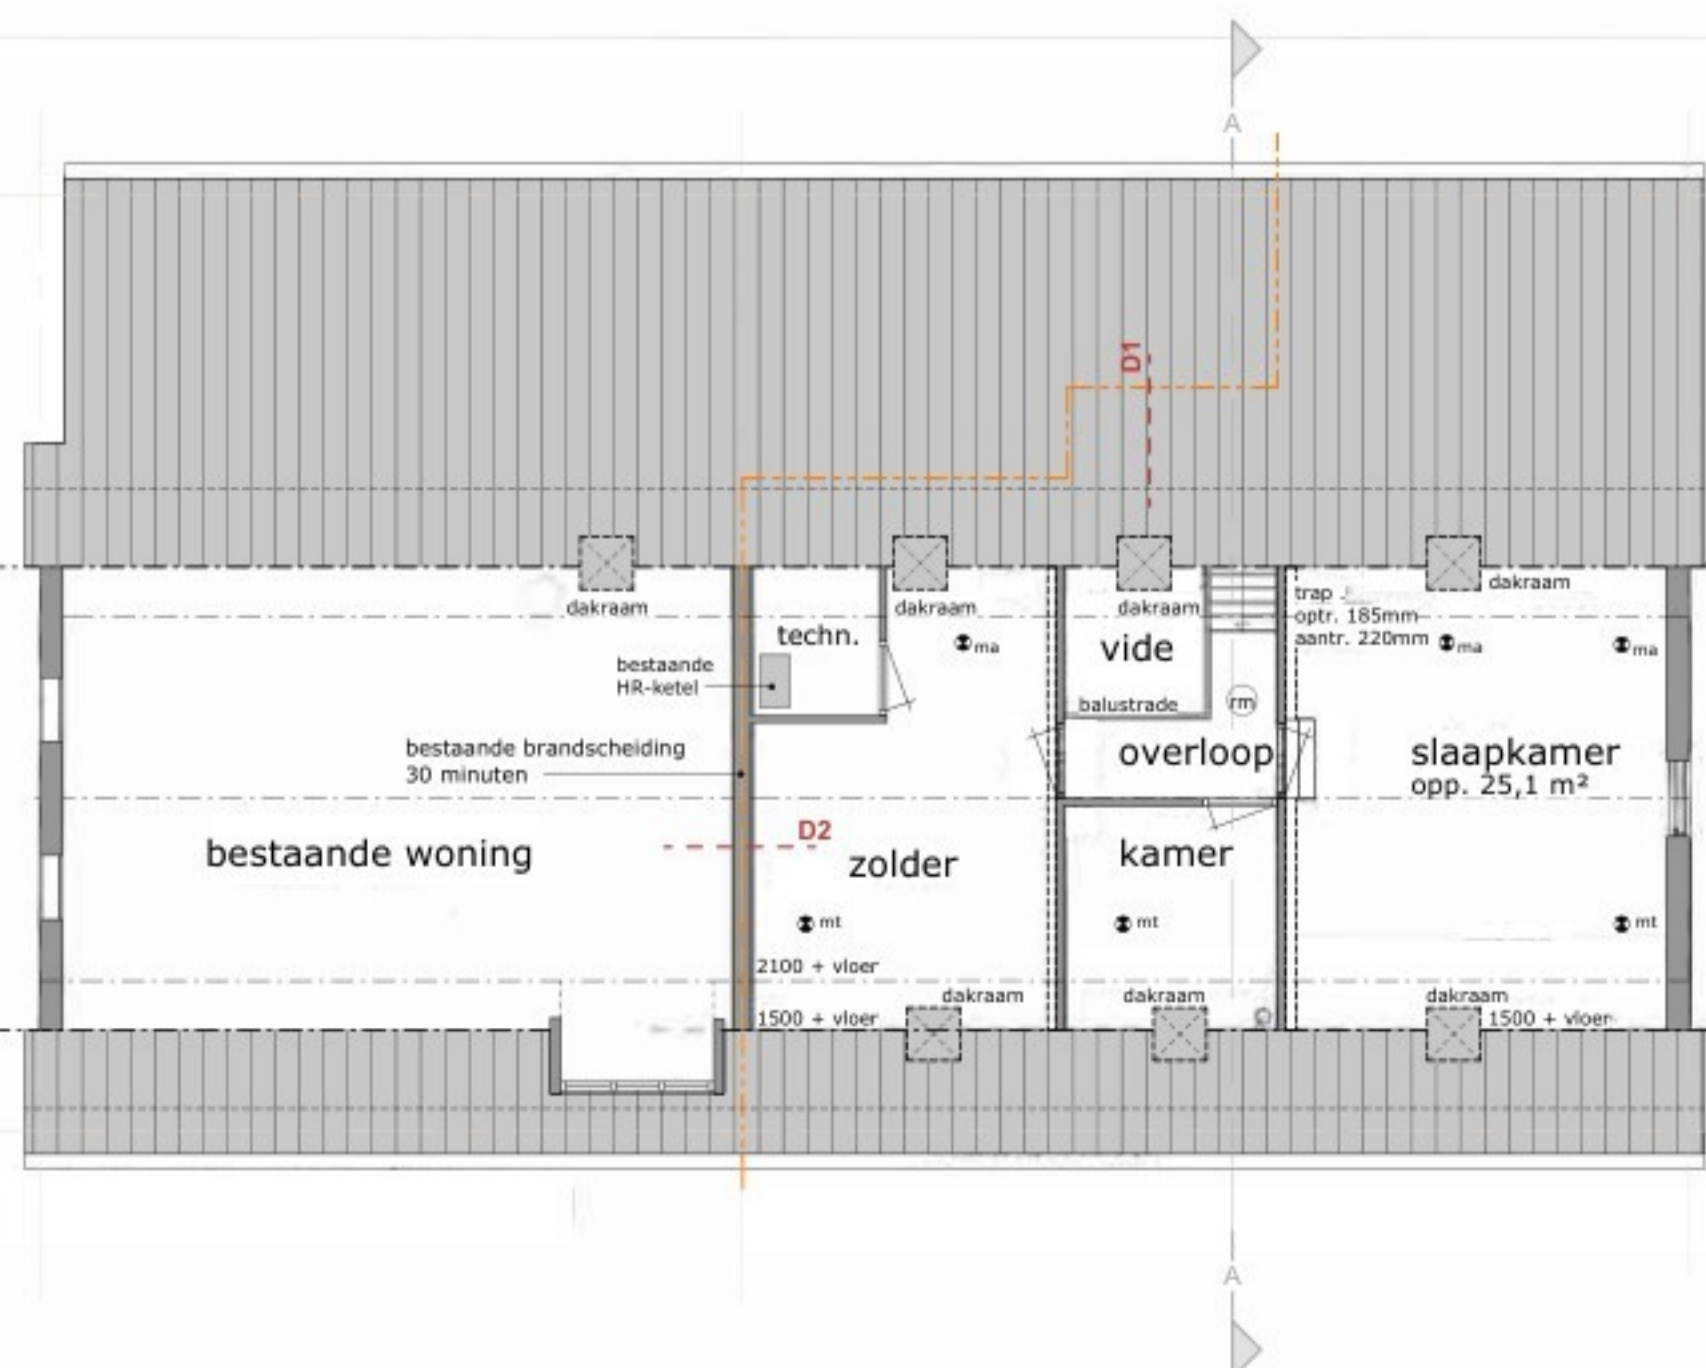 A
D1
dakraam
dakraam
dakraam
dakraam
trap
optr. 185mm
aantr. 220mm
techn.
ma
vide
ma
ma
bestaande
HR-ketel
balustrade
rm
bestaande brandscheiding
30 minuten
overloop
slaapkamer
opp. 25,1 m²
D2
bestaande woning
zolder
kamer
mt
mt
mt
2100 + vloer
dakraam
dakraam
dakraam
1500 + vloer
1500 + vloer
A